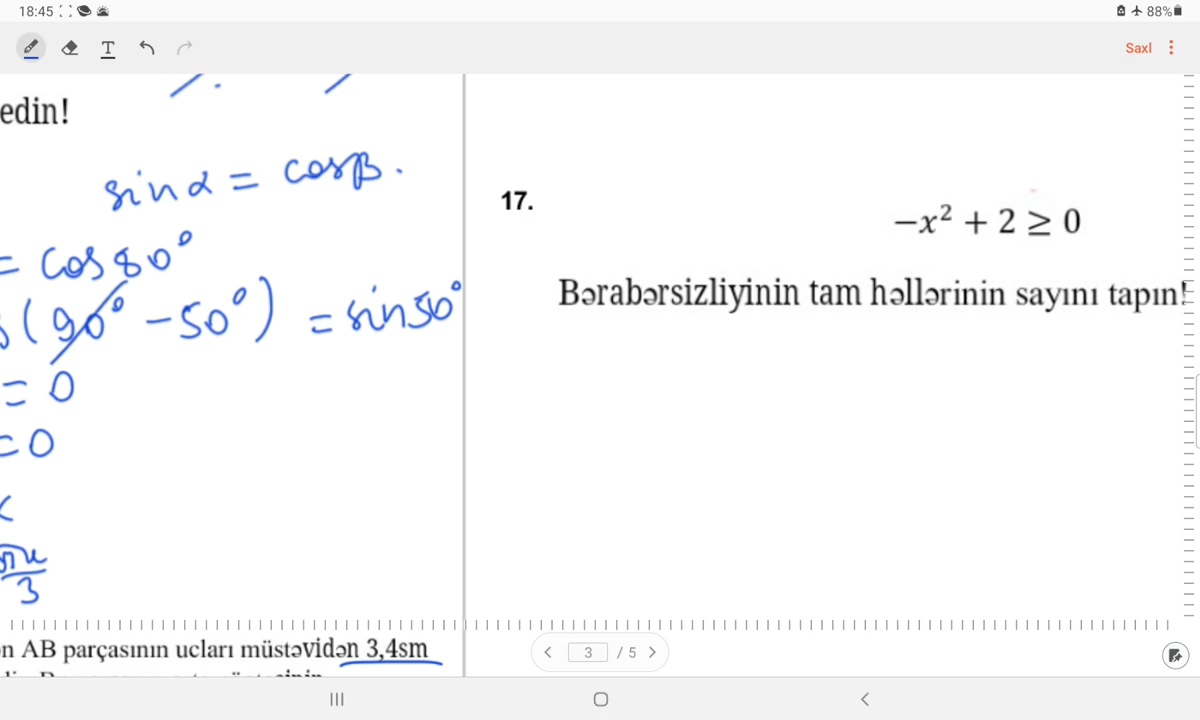 18:45
88%
T
Saxl
edin!
sinα = cosβ.
= cos80°
(90° -50°) = sin50°
= 0
=0
3
17.
-x² + 2 ≥ 0
Bərabərsizliyinin tam həllərinin sayını tapın!
n AB parçasının ucları müstəvidən 3,4sm
3 / 5